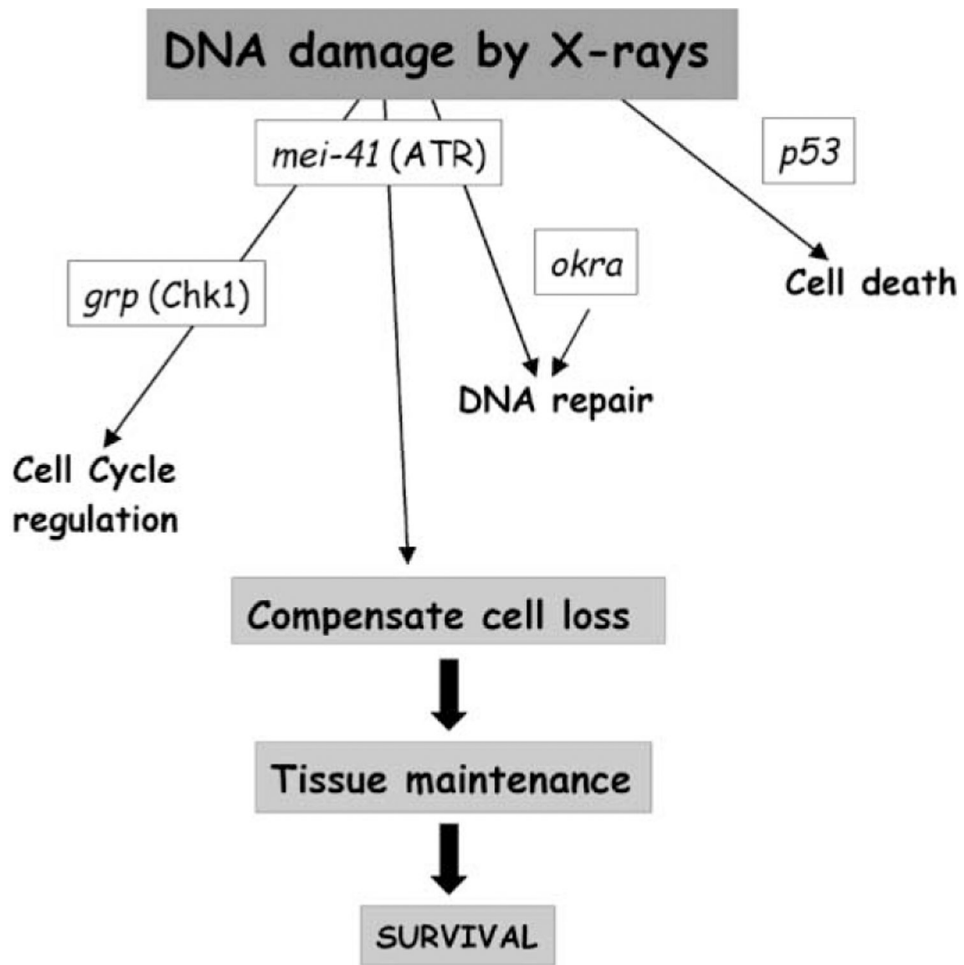 DNA damage by X-rays
mei-41 (ATR)
p53
okra
grp (Chk1)
Cell death
DNA repair
Cell Cycle
regulation
Compensate cell loss
Tissue maintenance
SURVIVAL